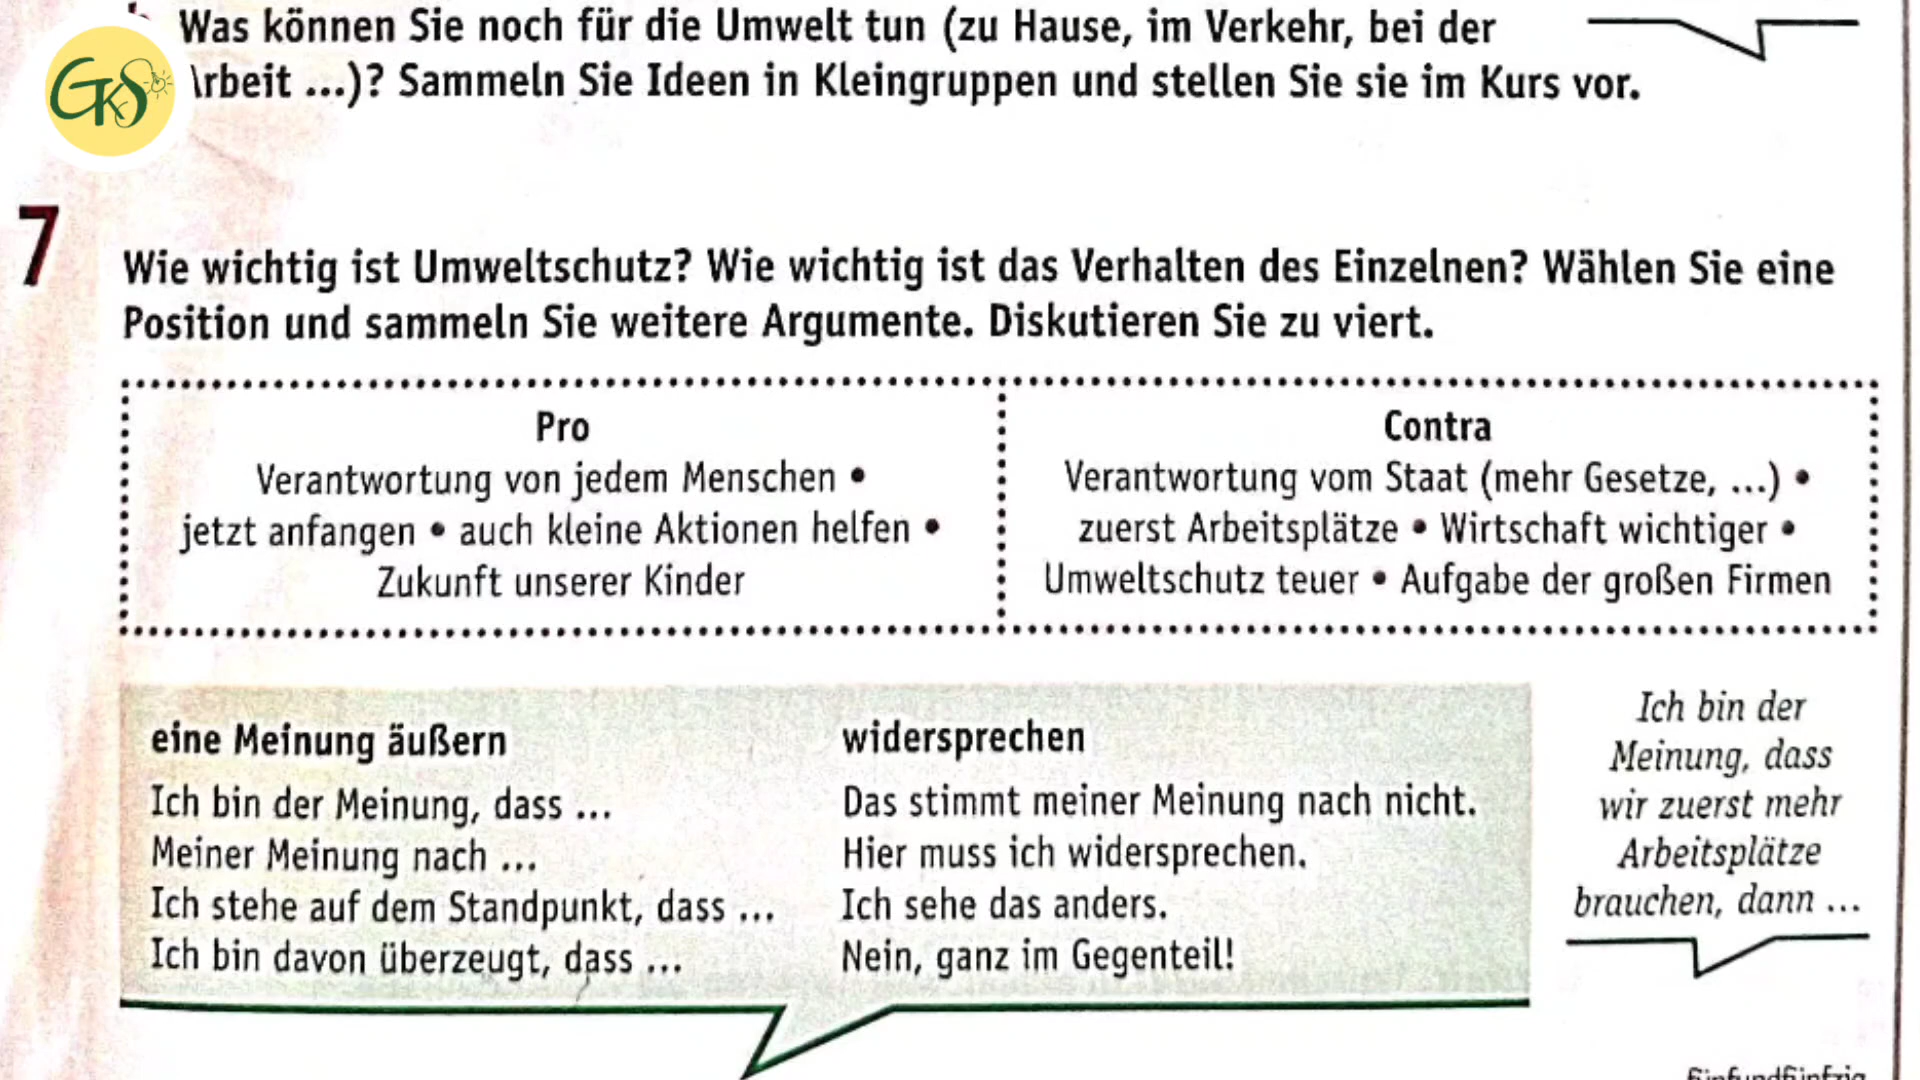 Was können Sie noch für die Umwelt tun (zu Hause, im Verkehr, bei der
Arbeit ...)? Sammeln Sie Ideen in Kleingruppen und stellen Sie sie im Kurs vor.
GKS
7
Wie wichtig ist Umweltschutz? Wie wichtig ist das Verhalten des Einzelnen? Wählen Sie eine
Position und sammeln Sie weitere Argumente. Diskutieren Sie zu viert.
Pro
Verantwortung von jedem Menschen •
jetzt anfangen • auch kleine Aktionen helfen •
Zukunft unserer Kinder
Contra
Verantwortung vom Staat (mehr Gesetze, ...) •
zuerst Arbeitsplätze • Wirtschaft wichtiger •
Umweltschutz teuer • Aufgabe der großen Firmen
eine Meinung äußern
Ich bin der Meinung, dass ...
Meiner Meinung nach ...
Ich stehe auf dem Standpunkt, dass ...
Ich bin davon überzeugt, dass ...
widersprechen
Das stimmt meiner Meinung nach nicht.
Hier muss ich widersprechen.
Ich sehe das anders.
Nein, ganz im Gegenteil!
Ich bin der
Meinung, dass
wir zuerst mehr
Arbeitsplätze
brauchen, dann ...
fünfundfünfzig